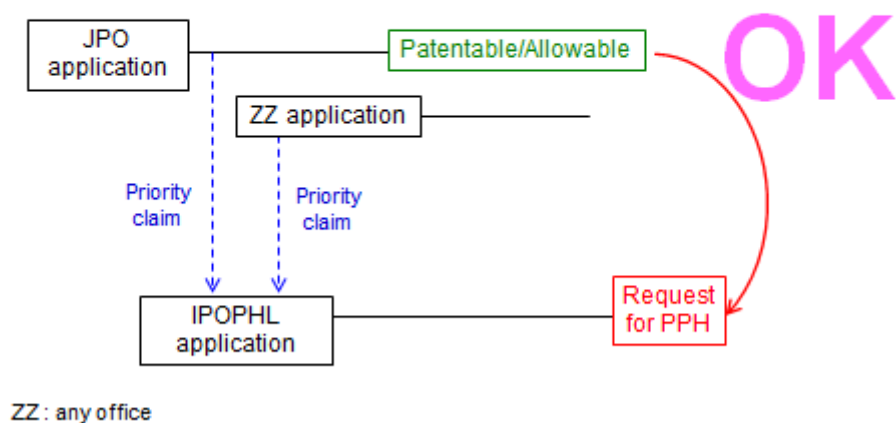 JPO
application
Patentable/Allowable
OK
ZZ application
Priority
claim
Priority
claim
IPOPHL
application
Request
for PPH
ZZ : any office